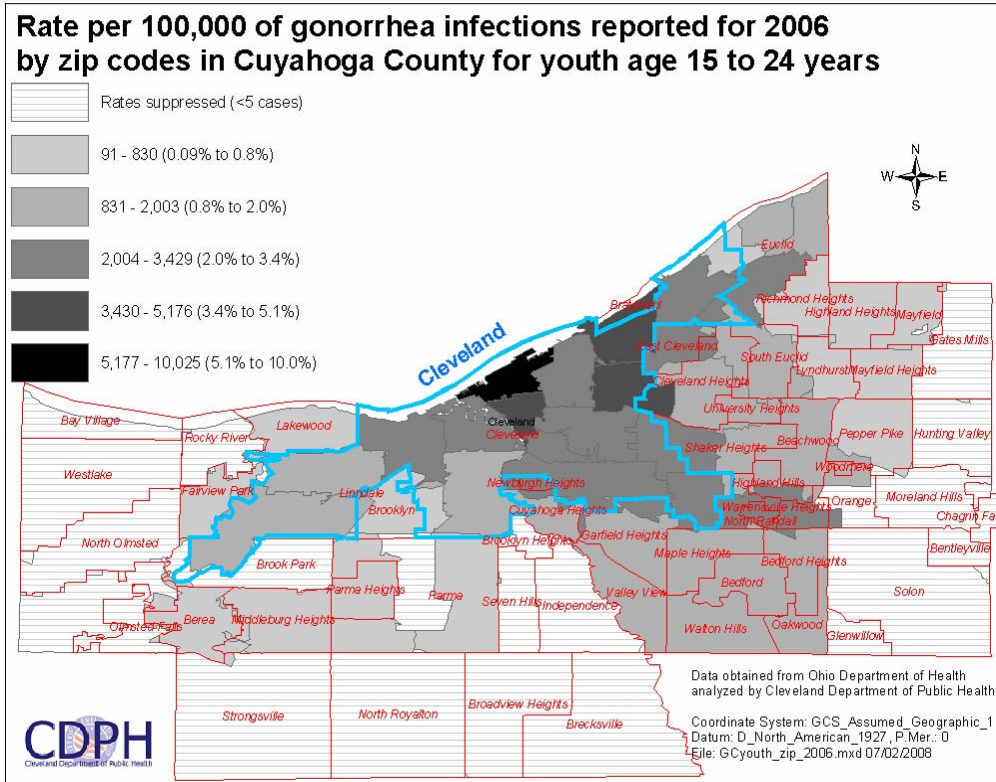 Rate per 100,000 of gonorrhea infections reported for 2006
by zip codes in Cuyahoga County for youth age 15 to 24 years
Rates suppressed (<5 cases)
91 - 830 (0.09% to 0.8%)
831 - 2,003 (0.8% to 2.0%)
2,004 - 3,429 (2.0% to 3.4%)
3,430 - 5,176 (3.4% to 5.1%)
5,177 - 10,025 (5.1% to 10.0%)
N
W E
S
Cleveland
Euclid
Richmond Heights
Highland Heights
Mayfield
Gates Mills
East Cleveland
South Euclid
Lyndhurst
Mayfield Heights
Cleveland Heights
University Heights
Bay Village
Rocky River
Lakewood
Cleveland
Cleveland
Shaker Heights
Beachwood
Pepper Pike
Hunting Valley
Westlake
Fairview Park
Linndale
Newburgh Heights
Highland Hills
Woodmere
Orange
Moreland Hills
Brooklyn
Cuyahoga Heights
Warrensville Heights
North Randall
Chagrin Fa
North Olmsted
Brook Park
Brooklyn Heights
Garfield Heights
Maple Heights
Bedford Heights
Bentleyville
Parma Heights
Parma
Seven Hills
Independence
Valley View
Bedford
Solon
Olmsted Falls
Berea
Middleburg Heights
Walton Hills
Oakwood
Glenwillow
Strongsville
North Royalton
Broadview Heights
Brecksville
Data obtained from Ohio Department of Health
analyzed by Cleveland Department of Public Health
Coordinate System: GCS_Assumed_Geographic_1
Datum: D_North_American_1927, P.Mer.: 0
File: GCyouth_zip_2006.mxd 07/02/2008
CDPH
Cleveland Department of Public Health